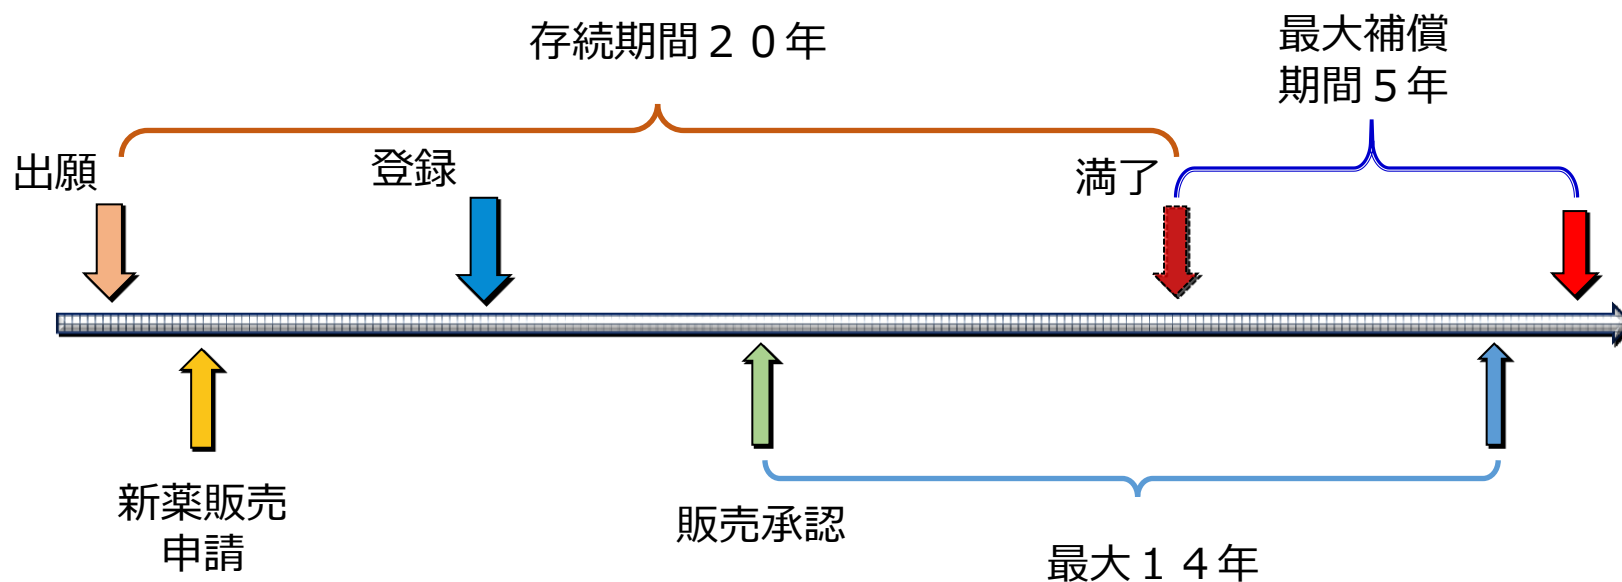 存続期間２０年
最大補償
期間５年
出願
登録
満了
新薬販売
申請
販売承認
最大１４年